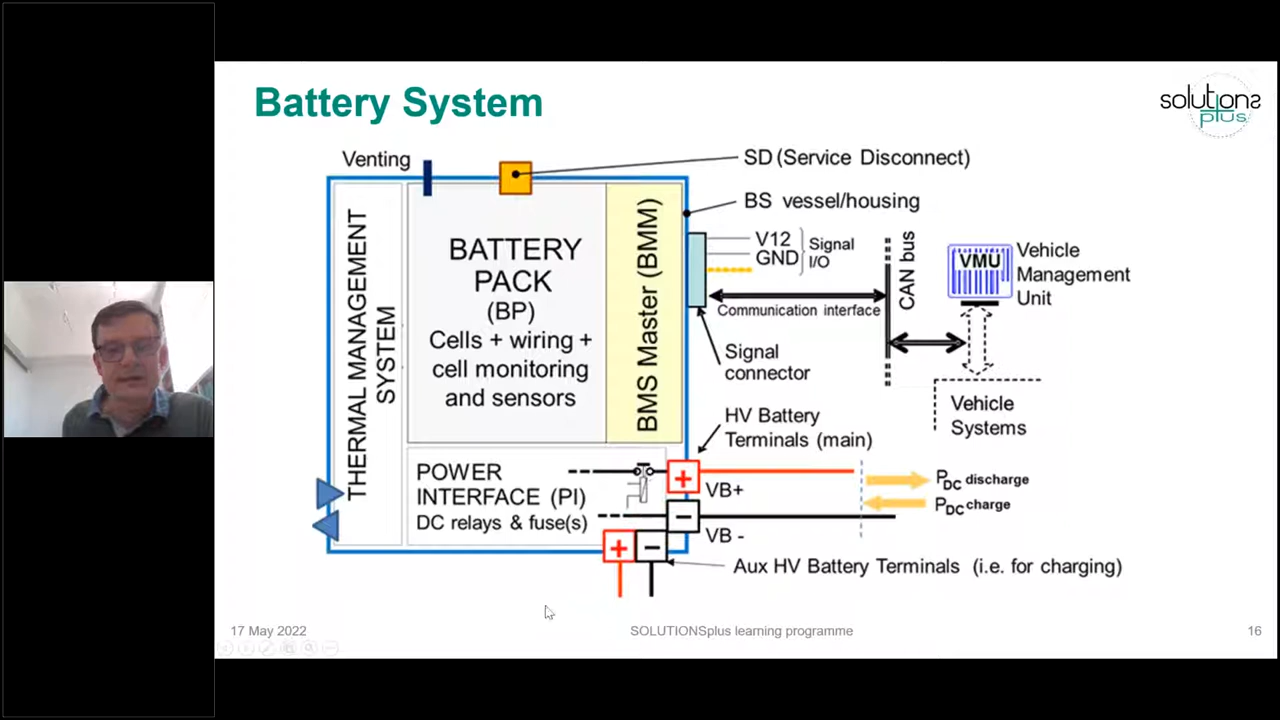 Battery System
solutions
plus
Venting
SD (Service Disconnect)
BS vessel/housing
THERMAL MANAGEMENT
SYSTEM
BATTERY
PACK
(BP)
Cells + wiring +
cell monitoring
and sensors
BMS Master (BMM)
V12
GND
Signal
I/O
Communication interface
CAN bus
VMU
Vehicle
Management
Unit
Signal
connector
Vehicle
Systems
HV Battery
Terminals (main)
POWER
INTERFACE (PI)
DC relays & fuse(s)
+
VB+
−
VB -
PDC discharge
PDC charge
+ −
Aux HV Battery Terminals (i.e. for charging)
17 May 2022
SOLUTIONSplus learning programme
16